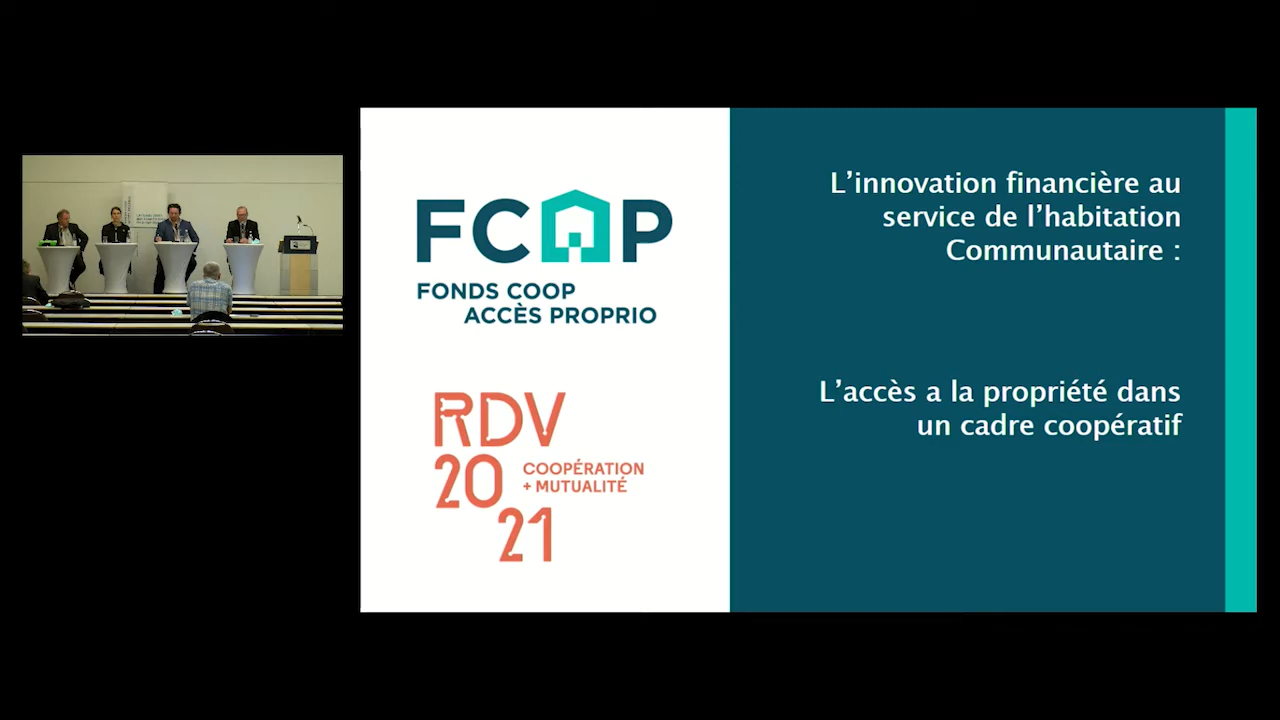 FCAP
FONDS COOP
ACCÈS PROPRIO
RDV
20
21
COOPÉRATION
+ MUTUALITÉ
L’innovation financière au
service de l’habitation
Communautaire :
L’accès a la propriété dans
un cadre coopératif